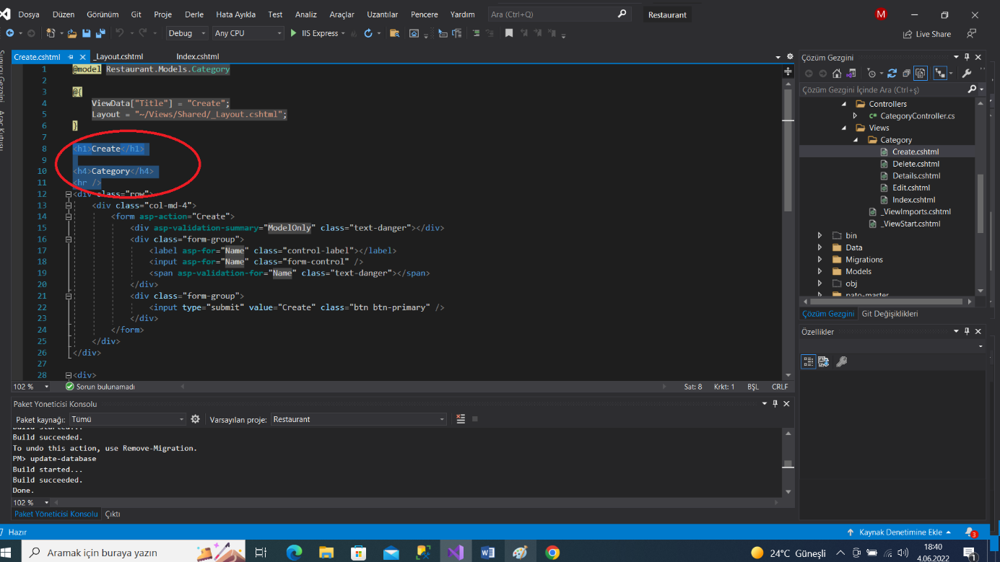 Dosya Düzen Görünüm Git Proje Derle Hata Ayıkla Test Analiz Araçlar Uzantılar Pencere Yardım Ara (Ctrl+Q) Restaurant M
Debug Any CPU IIS Express Live Share
Create.cshtml _Layout.cshtml Index.cshtml
1 @model Restaurant.Models.Category
2
3 @{
4 ViewData["Title"] = "Create";
5 Layout = "~/Views/Shared/_Layout.cshtml";
6 }
7
8 <h1>Create</h1>
9
10 <h4>Category</h4>
11 <hr />
12 <div class="row">
13 <div class="col-md-4">
14 <form asp-action="Create">
15 <div asp-validation-summary="ModelOnly" class="text-danger"></div>
16 <div class="form-group">
17 <label asp-for="Name" class="control-label"></label>
18 <input asp-for="Name" class="form-control" />
19 <span asp-validation-for="Name" class="text-danger"></span>
20 </div>
21 <div class="form-group">
22 <input type="submit" value="Create" class="btn btn-primary" />
23 </div>
24 </form>
25 </div>
26 </div>
27
28 <div>
102 % Sorun bulunamadı Sat: 8 Krkt: 1 BŞL CRLF
Çözüm Gezgini
Çözüm Gezgini İçinde Ara (Ctrl+ş)
Controllers
CategoryController.cs
Views
Category
Create.cshtml
Delete.cshtml
Details.cshtml
Edit.cshtml
Index.cshtml
_ViewImports.cshtml
_ViewStart.cshtml
bin
Data
Migrations
Models
obj
pato-master
Çözüm Gezgini Git Değişiklikleri
Özellikler
Paket Yöneticisi Konsolu
Paket kaynağı: Tümü Varsayılan proje: Restaurant
Build started...
Build succeeded.
To undo this action, use Remove-Migration.
PM> update-database
Build started...
Build succeeded.
Done.
102 %
Paket Yöneticisi Konsolu Çıktı
Hazır Kaynak Denetimine Ekle 3
Aramak için buraya yazın 24°C Güneşli 18:40
4.06.2022 1